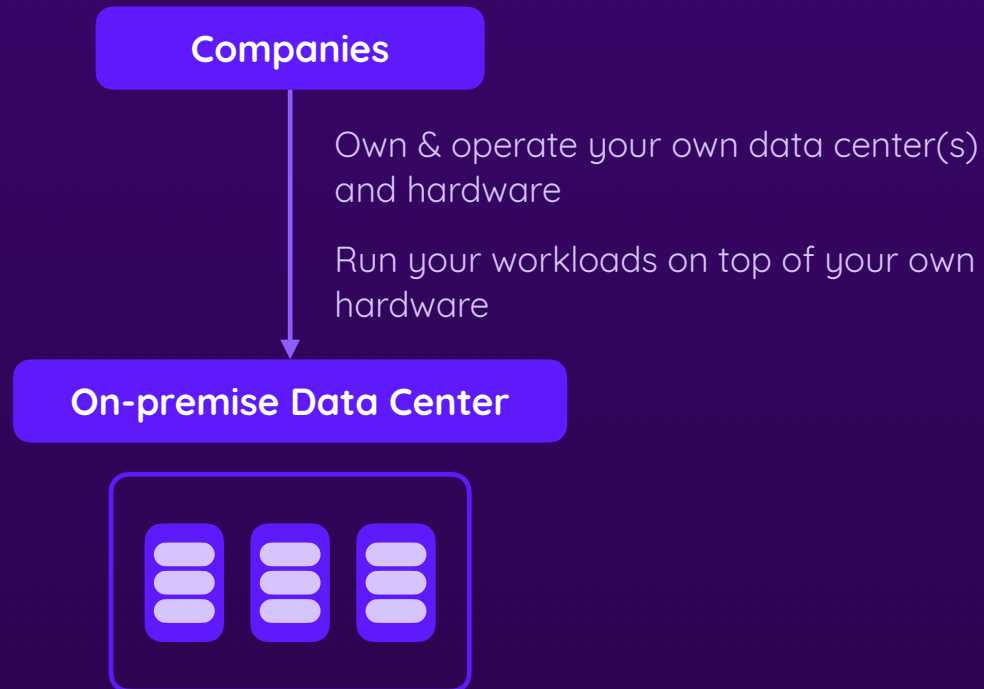 Companies
Own & operate your own data center(s)
and hardware
Run your workloads on top of your own
hardware
On-premise Data Center